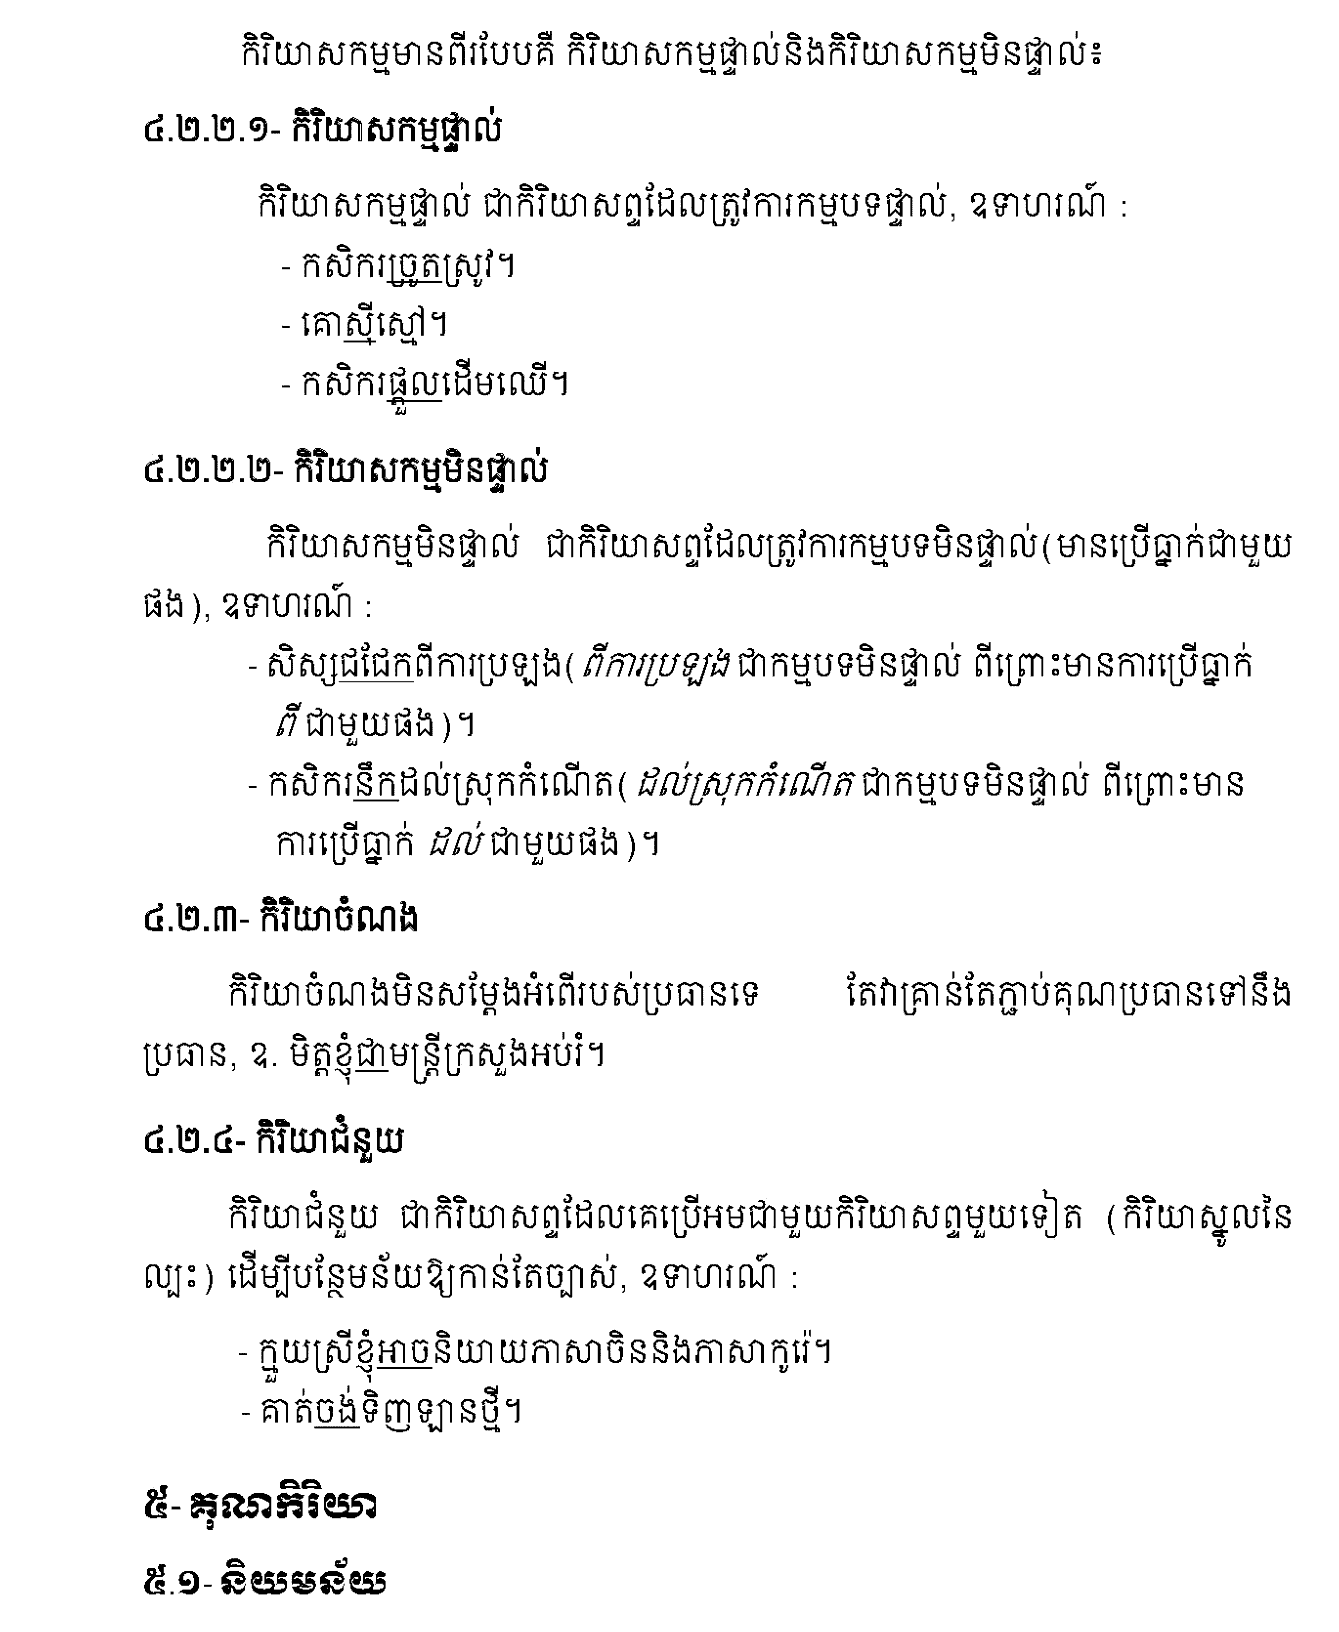 កិរិយាសកម្មមានពីរបែបគឺ កិរិយាសកម្មផ្ទាល់និងកិរិយាសកម្មមិនផ្ទាល់៖
៤.២.២.១- កិរិយាសកម្មផ្ទាល់
កិរិយាសកម្មផ្ទាល់ ជាកិរិយាសព្ទដែលត្រូវការកម្មបទផ្ទាល់, ឧទាហរណ៍ :
- កសិករច្រូតស្រូវ។
- គោស៊ីស្មៅ។
- កសិករផ្តួលដើមឈើ។
៤.២.២.២- កិរិយាសកម្មមិនផ្ទាល់
កិរិយាសកម្មមិនផ្ទាល់ ជាកិរិយាសព្ទដែលត្រូវការកម្មបទមិនផ្ទាល់(មានប្រើធ្នាក់ជាមួយ
ផង), ឧទាហរណ៍ :
- សិស្សជជែកពីការប្រឡង(ពីការប្រឡង ជាកម្មបទមិនផ្ទាល់ ពីព្រោះមានការប្រើធ្នាក់
ពី ជាមួយផង)។
- កសិករនឹកដល់ស្រុកកំណើត(ដល់ស្រុកកំណើត ជាកម្មបទមិនផ្ទាល់ ពីព្រោះមាន
ការប្រើធ្នាក់ ដល់ ជាមួយផង)។
៤.២.៣- កិរិយាចំណង
កិរិយាចំណងមិនសម្តែងអំពើរបស់ប្រធានទេ តែវាគ្រាន់តែភ្ជាប់គុណប្រធានទៅនឹង
ប្រធាន, ឧ. មិត្តខ្ញុំជាមន្ត្រីក្រសួងអប់រំ។
៤.២.៤- កិរិយាជំនួយ
កិរិយាជំនួយ ជាកិរិយាសព្ទដែលគេប្រើអមជាមួយកិរិយាសព្ទមួយទៀត (កិរិយាស្នូលនៃ
ល្បះ) ដើម្បីបន្ថែមន័យឱ្យកាន់តែច្បាស់, ឧទាហរណ៍ :
- ក្មួយស្រីខ្ញុំអាចនិយាយភាសាចិននិងភាសាកូរ៉េ។
- គាត់ចង់ទិញឡានថ្មី។
៥- គុណកិរិយា
៥.១- និយមន័យ